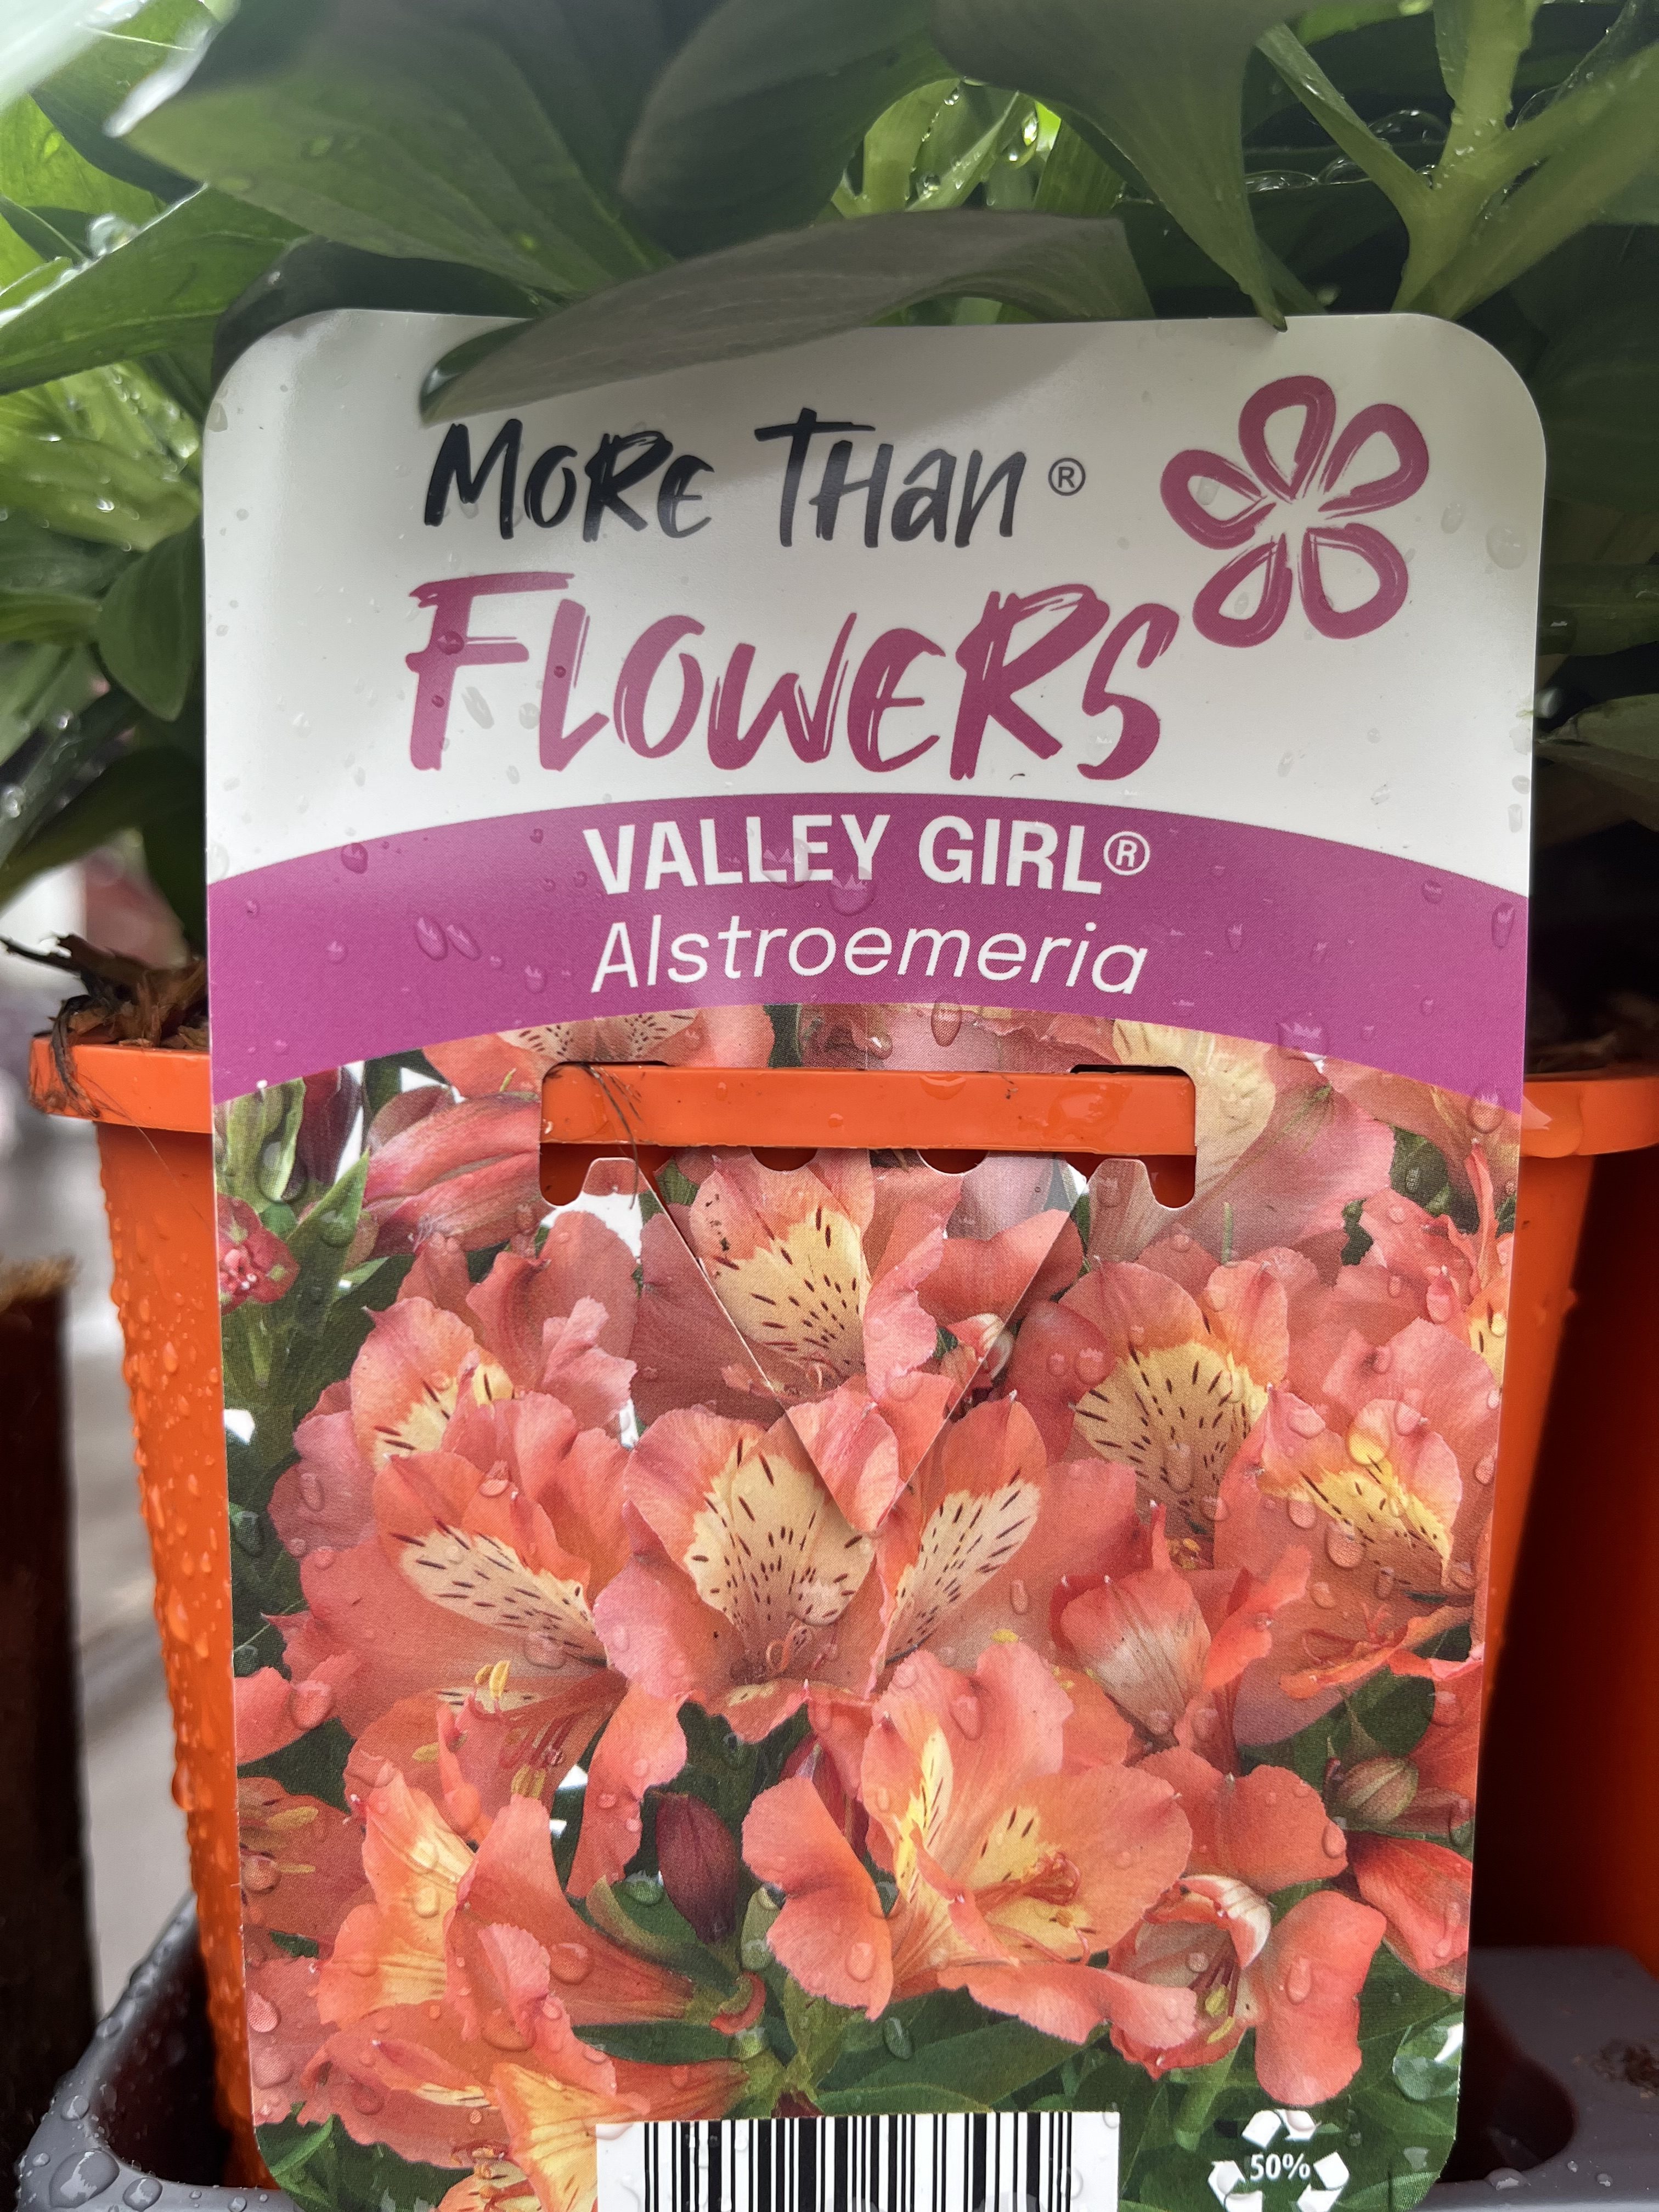 MORE THAN®
FLOWERS
VALLEY GIRL®
Alstroemeria
50%